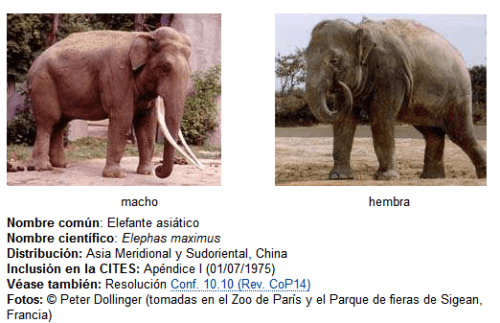 macho
hembra
Nombre común: Elefante asiático
Nombre científico: Elephas maximus
Distribución: Asia Meridional y Sudoriental, China
Inclusión en la CITES: Apéndice I (01/07/1975)
Véase también: Resolución Conf. 10.10 (Rev. CoP14)
Fotos: © Peter Dollinger (tomadas en el Zoo de París y el Parque de fieras de Sigean,
Francia)